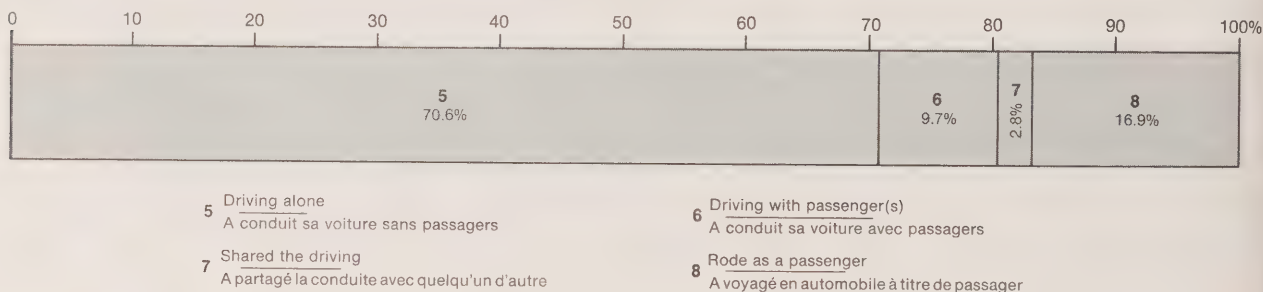 0 10 20 30 40 50 60 70 80 90 100%
5 6 7 8
70.6% 9.7% 2.8% 16.9%
5 Driving alone
A conduit sa voiture sans passagers
6 Driving with passenger(s)
A conduit sa voiture avec passagers
7 Shared the driving
A partagé la conduite avec quelqu'un d'autre
8 Rode as a passenger
A voyagé en automobile à titre de passager